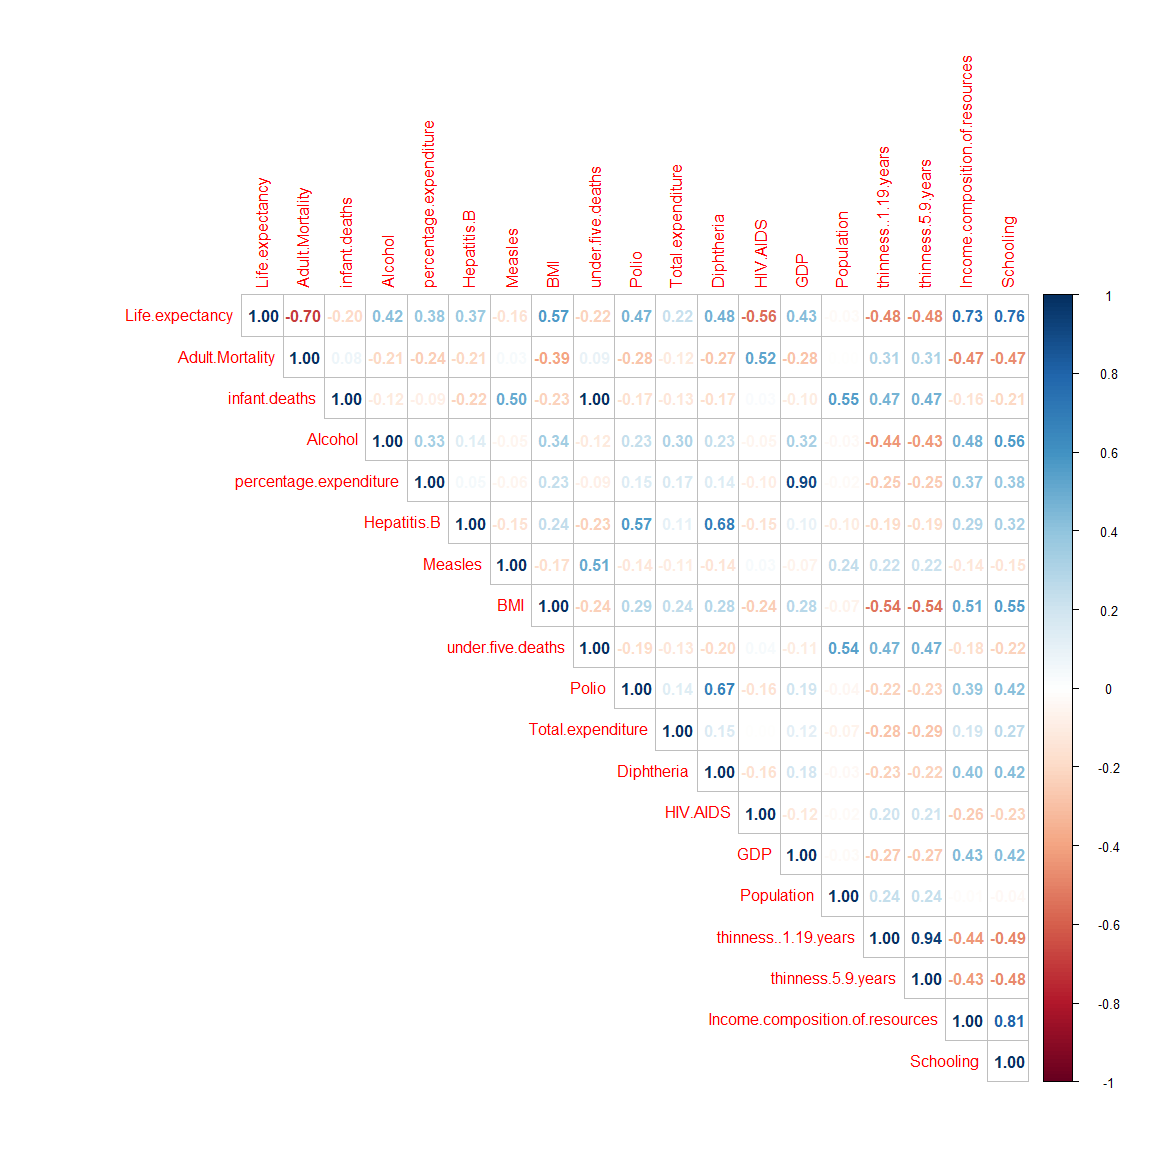 Life.expectancy
Adult.Mortality
infant.deaths
Alcohol
percentage.expenditure
Hepatitis.B
Measles
BMI
under.five.deaths
Polio
Total.expenditure
Diphtheria
HIV.AIDS
GDP
Population
thinness..1.19.years
thinness.5.9.years
Income.composition.of.resources
Schooling
Life.expectancy 1.00 -0.70 -0.20 0.42 0.38 0.37 -0.16 0.57 -0.22 0.47 0.22 0.48 -0.56 0.43 -0.48 -0.48 0.73 0.76
Adult.Mortality 1.00 0.08 -0.21 -0.24 -0.21 0.03 -0.39 0.09 -0.28 -0.12 -0.27 0.52 -0.28 0.31 0.31 -0.47 -0.47
infant.deaths 1.00 -0.12 -0.09 -0.22 0.50 -0.23 1.00 -0.17 -0.13 -0.17 -0.10 0.55 0.47 0.47 -0.16 -0.21
Alcohol 1.00 0.33 0.14 -0.05 0.34 -0.12 0.23 0.30 0.23 -0.05 0.32 0.48 -0.44 -0.43 0.48 0.56
percentage.expenditure 1.00 0.05 -0.06 0.23 -0.09 0.15 0.17 0.14 -0.10 0.90 -0.25 -0.25 0.37 0.38
Hepatitis.B 1.00 -0.15 0.24 -0.23 0.57 0.11 0.68 -0.15 0.10 -0.10 -0.19 -0.19 0.29 0.32
Measles 1.00 -0.17 0.51 -0.14 -0.11 -0.14 0.03 -0.07 0.24 0.22 0.22 -0.14 -0.15
BMI 1.00 -0.24 0.29 0.24 0.28 -0.24 0.28 -0.07 -0.54 -0.54 0.51 0.55
under.five.deaths 1.00 -0.19 -0.13 -0.20 0.04 -0.11 0.54 0.47 0.47 -0.18 -0.22
Polio 1.00 0.14 0.67 -0.16 0.19 -0.04 -0.22 -0.23 0.39 0.42
Total.expenditure 1.00 0.15 0.12 -0.07 -0.28 -0.29 0.19 0.27
Diphtheria 1.00 -0.16 0.18 -0.03 -0.23 -0.22 0.40 0.42
HIV.AIDS 1.00 -0.12 0.20 0.21 -0.26 -0.23
GDP 1.00 -0.27 -0.27 0.43 0.42
Population 1.00 0.24 0.24 -0.04
thinness..1.19.years 1.00 0.94 -0.44 -0.49
thinness.5.9.years 1.00 -0.43 -0.48
Income.composition.of.resources 1.00 0.81
Schooling 1.00
1
0.8
0.6
0.4
0.2
0
-0.2
-0.4
-0.6
-0.8
-1